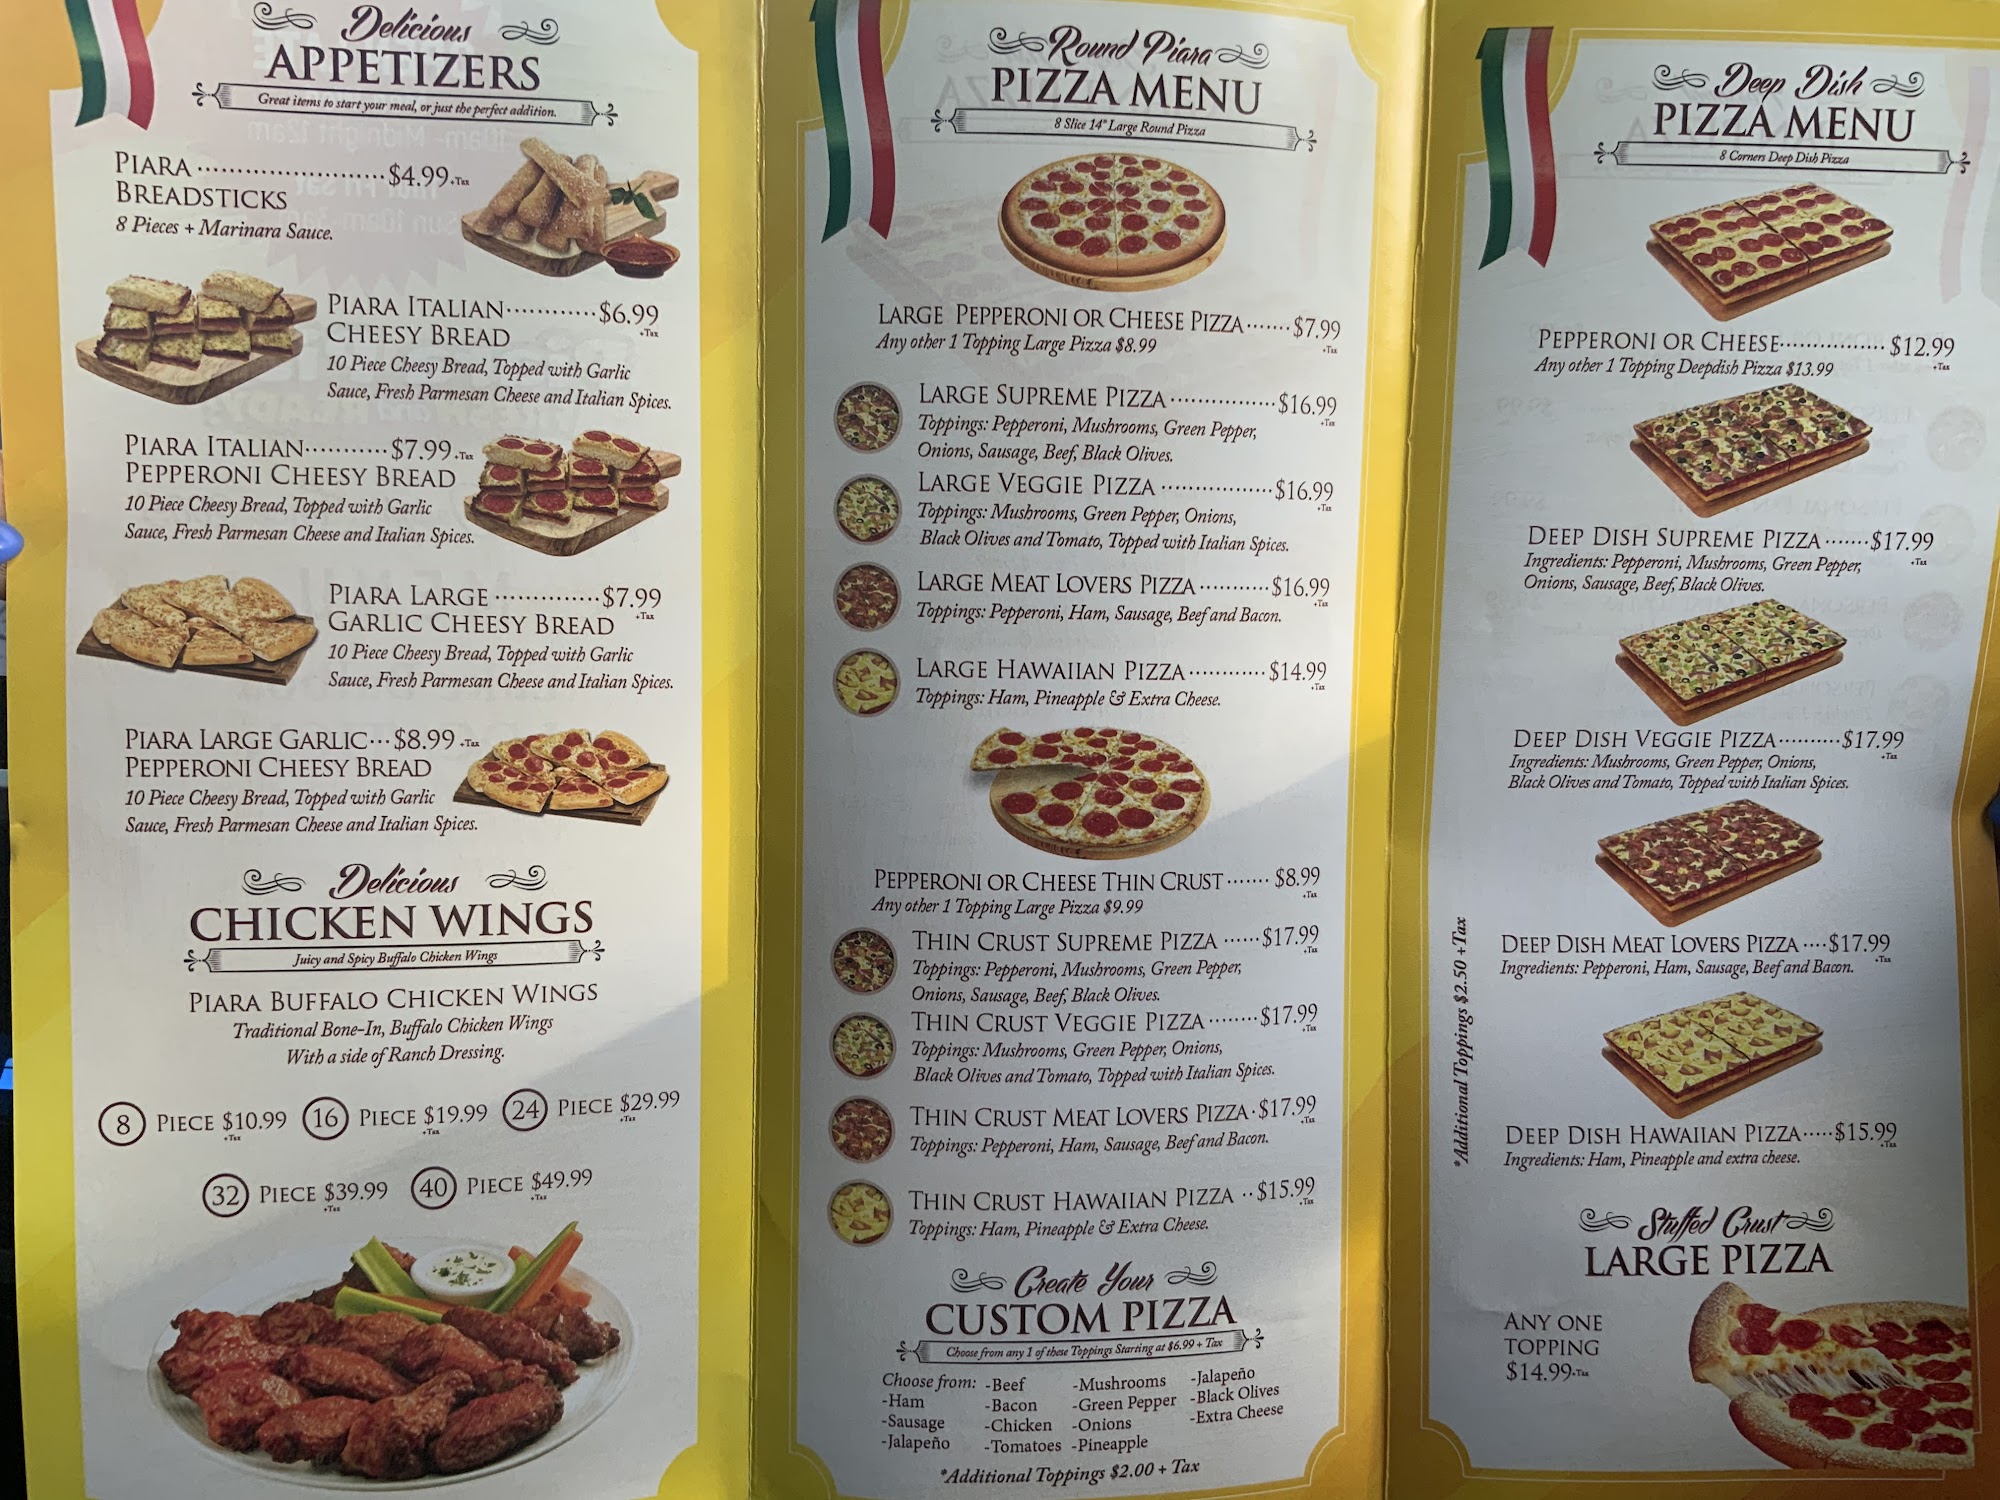 Delicious
APPETIZERS
Great items to start your meal, or just the perfect addition.
PIARA ........................ $4.99 +Tax
BREADSTICKS
8 Pieces + Marinara Sauce.
PIARA ITALIAN............ $6.99
+Tax
CHEESY BREAD
10 Piece Cheesy Bread, Topped with Garlic
Sauce, Fresh Parmesan Cheese and Italian Spices.
PIARA ITALIAN........... $7.99 +Tax
PEPPERONI CHEESY BREAD
10 Piece Cheesy Bread, Topped with Garlic
Sauce, Fresh Parmesan Cheese and Italian Spices.
PIARA LARGE .............. $7.99
+Tax
GARLIC CHEESY BREAD
10 Piece Cheesy Bread, Topped with Garlic
Sauce, Fresh Parmesan Cheese and Italian Spices.
PIARA LARGE GARLIC... $8.99 +Tax
PEPPERONI CHEESY BREAD
10 Piece Cheesy Bread, Topped with Garlic
Sauce, Fresh Parmesan Cheese and Italian Spices.
Delicious
CHICKEN WINGS
Juicy and Spicy Buffalo Chicken Wings
PIARA BUFFALO CHICKEN WINGS
Traditional Bone-In, Buffalo Chicken Wings
With a side of Ranch Dressing.
8 PIECE $10.99 +Tax 16 PIECE $19.99 +Tax 24 PIECE $29.99 +Tax
32 PIECE $39.99 +Tax 40 PIECE $49.99 +Tax
Round Piara
PIZZA MENU
8 Slice 14" Large Round Pizza
LARGE PEPPERONI OR CHEESE PIZZA....... $7.99
+Tax
Any other 1 Topping Large Pizza $8.99
LARGE SUPREME PIZZA ................ $16.99
+Tax
Toppings: Pepperoni, Mushrooms, Green Pepper,
Onions, Sausage, Beef, Black Olives.
LARGE VEGGIE PIZZA ................. $16.99
+Tax
Toppings: Mushrooms, Green Pepper, Onions,
Black Olives and Tomato, Topped with Italian Spices.
LARGE MEAT LOVERS PIZZA ........... $16.99
+Tax
Toppings: Pepperoni, Ham, Sausage, Beef and Bacon.
LARGE HAWAIIAN PIZZA............ $14.99
+Tax
Toppings: Ham, Pineapple & Extra Cheese.
PEPPERONI OR CHEESE THIN CRUST ....... $8.99
+Tax
Any other 1 Topping Large Pizza $9.99
THIN CRUST SUPREME PIZZA ...... $17.99
+Tax
Toppings: Pepperoni, Mushrooms, Green Pepper,
Onions, Sausage, Beef, Black Olives.
THIN CRUST VEGGIE PIZZA ........ $17.99
+Tax
Toppings: Mushrooms, Green Pepper, Onions,
Black Olives and Tomato, Topped with Italian Spices.
THIN CRUST MEAT LOVERS PIZZA. $17.99
+Tax
Toppings: Pepperoni, Ham, Sausage, Beef and Bacon.
THIN CRUST HAWAIIAN PIZZA .. $15.99
+Tax
Toppings: Ham, Pineapple & Extra Cheese.
Create Your
CUSTOM PIZZA
Choose from any 1 of these Toppings Starting at $6.99 + Tax
Choose from: -Beef -Mushrooms -Jalapeño
-Ham -Bacon -Green Pepper -Black Olives
-Sausage -Chicken -Onions -Extra Cheese
-Jalapeño -Tomatoes -Pineapple
*Additional Toppings $2.00 + Tax
Deep Dish
PIZZA MENU
8 Corners Deep Dish Pizza
PEPPERONI OR CHEESE................ $12.99
+Tax
Any other 1 Topping Deepdish Pizza $13.99
DEEP DISH SUPREME PIZZA ....... $17.99
+Tax
Ingredients: Pepperoni, Mushrooms, Green Pepper,
Onions, Sausage, Beef, Black Olives.
DEEP DISH VEGGIE PIZZA.......... $17.99
+Tax
Ingredients: Mushrooms, Green Pepper, Onions,
Black Olives and Tomato, Topped with Italian Spices.
DEEP DISH MEAT LOVERS PIZZA .... $17.99
+Tax
Ingredients: Pepperoni, Ham, Sausage, Beef and Bacon.
DEEP DISH HAWAIIAN PIZZA..... $15.99
+Tax
Ingredients: Ham, Pineapple and extra cheese.
*Additional Toppings $2.50 +Tax
Stuffed Crust
LARGE PIZZA
ANY ONE
TOPPING
$14.99 +Tax